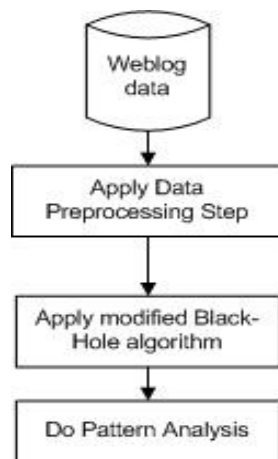 Weblog
data
Apply Data
Preprocessing Step
Apply modified Black-
Hole algorithm
Do Pattern Analysis